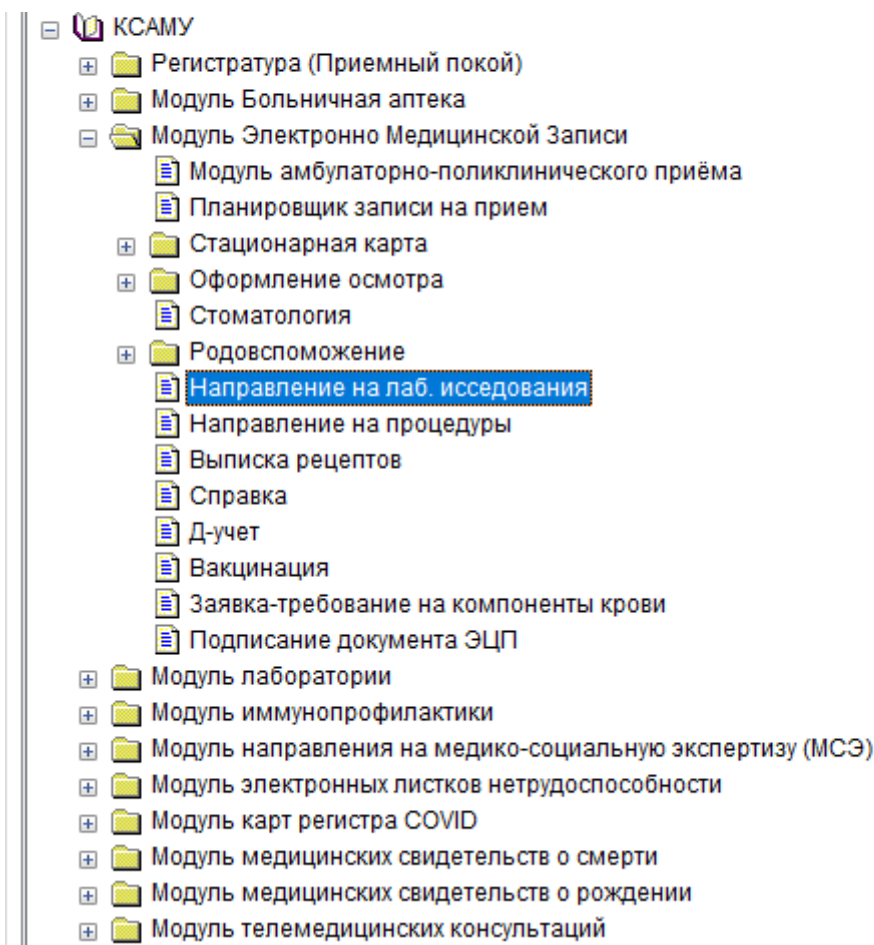 КСАМУ
Регистратура (Приемный покой)
Модуль Больничная аптека
Модуль Электронно Медицинской Записи
Модуль амбулаторно-поликлинического приёма
Планировщик записи на прием
Стационарная карта
Оформление осмотра
Стоматология
Родовспоможение
Направление на лаб. исседования
Направление на процедуры
Выписка рецептов
Справка
Д-учет
Вакцинация
Заявка-требование на компоненты крови
Подписание документа ЭЦП
Модуль лаборатории
Модуль иммунопрофилактики
Модуль направления на медико-социальную экспертизу (МСЭ)
Модуль электронных листков нетрудоспособности
Модуль карт регистра COVID
Модуль медицинских свидетельств о смерти
Модуль медицинских свидетельств о рождении
Модуль телемедицинских консультаций